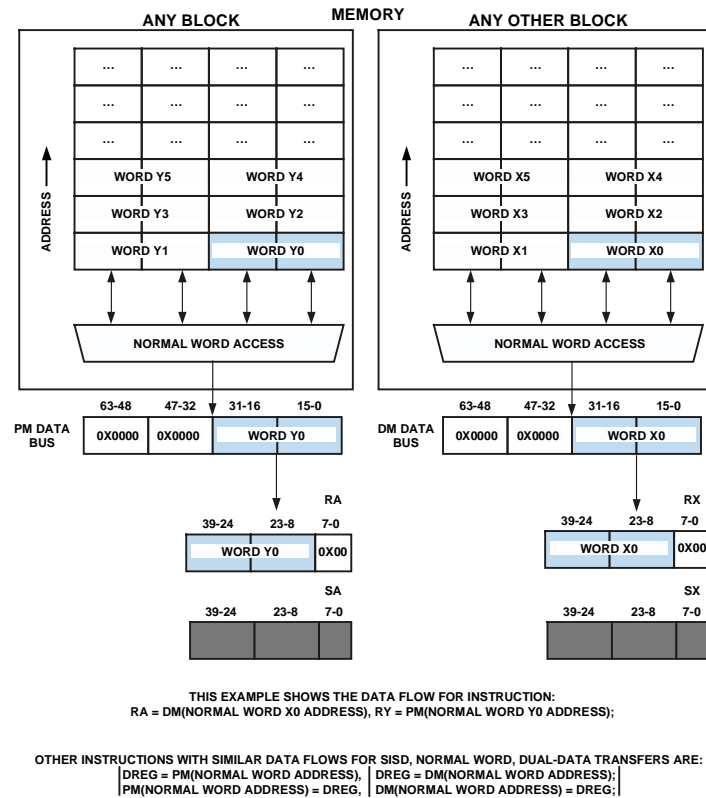 MEMORY
ANY BLOCK
ANY OTHER BLOCK
... ... ... ...
... ... ... ...
... ... ... ...
WORD Y5 WORD Y4
WORD Y3 WORD Y2
WORD Y1 WORD Y0
ADDRESS
NORMAL WORD ACCESS
... ... ... ...
... ... ... ...
... ... ... ...
WORD X5 WORD X4
WORD X3 WORD X2
WORD X1 WORD X0
ADDRESS
NORMAL WORD ACCESS
63-48 47-32 31-16 15-0
PM DATA
BUS
0X0000 0X0000 WORD Y0
63-48 47-32 31-16 15-0
DM DATA
BUS
0X0000 0X0000 WORD X0
RA
39-24 23-8 7-0
WORD Y0 0X00
RX
39-24 23-8 7-0
WORD X0 0X00
SA
39-24 23-8 7-0
SX
39-24 23-8 7-0
THIS EXAMPLE SHOWS THE DATA FLOW FOR INSTRUCTION:
RA = DM(NORMAL WORD X0 ADDRESS), RY = PM(NORMAL WORD Y0 ADDRESS);
OTHER INSTRUCTIONS WITH SIMILAR DATA FLOWS FOR SISD, NORMAL WORD, DUAL-DATA TRANSFERS ARE:
|DREG = PM(NORMAL WORD ADDRESS), | DREG = DM(NORMAL WORD ADDRESS);|
|PM(NORMAL WORD ADDRESS) = DREG, | DM(NORMAL WORD ADDRESS) = DREG;|